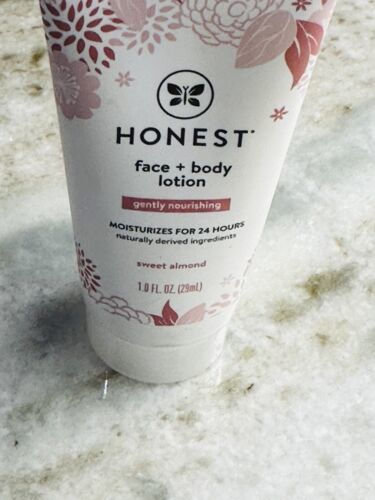 HONEST
face + body
lotion
gently nourishing
MOISTURIZES FOR 24 HOURS
naturally derived ingredients
sweet almond
1.0 FL. OZ. (29mL)